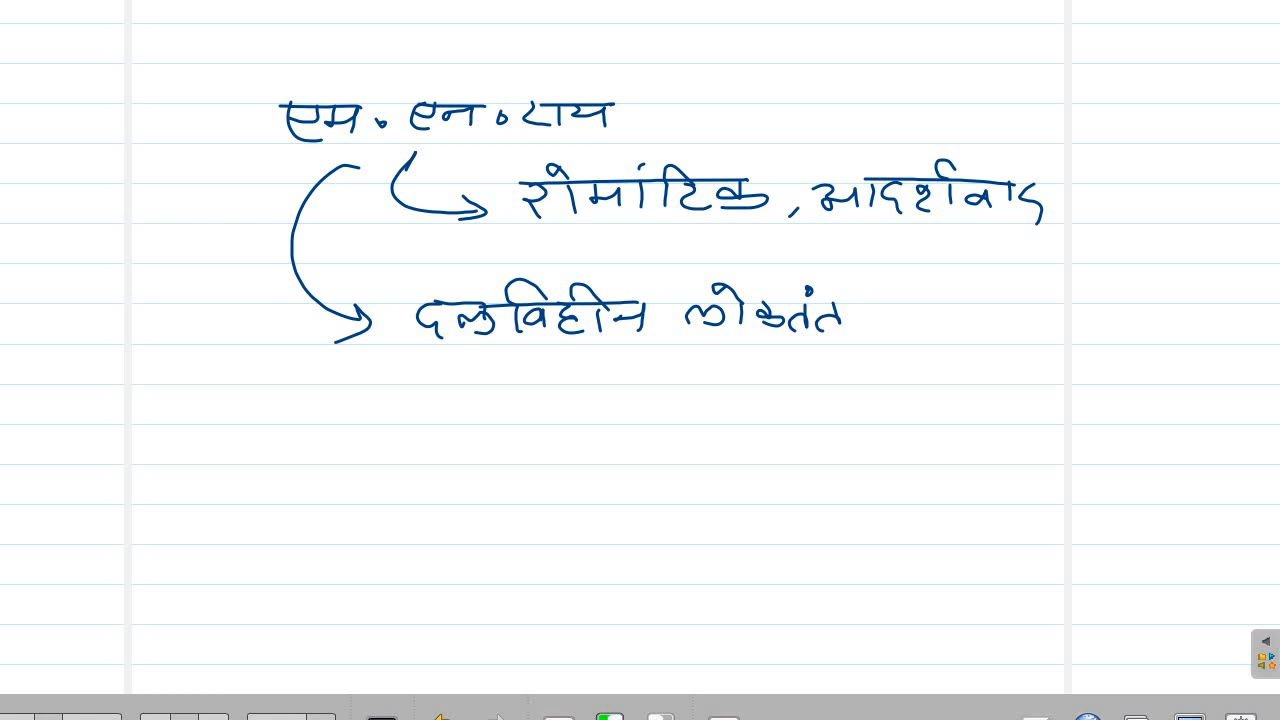 एम. एन. राय
रोमांटिक, आदर्शवाद
दलविहीन लोकतंत